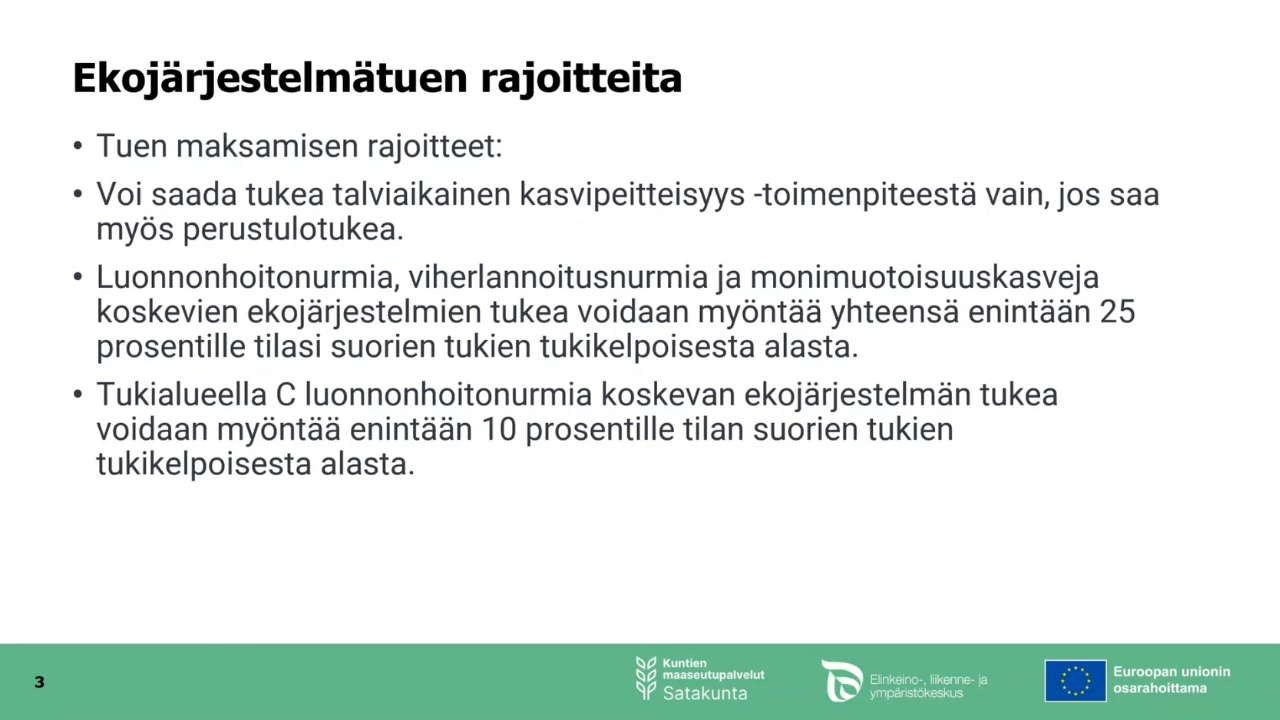 Ekojärjestelmätuen rajoitteita
• Tuen maksamisen rajoitteet:
• Voi saada tukea talviaikainen kasvipeitteisyys -toimenpiteestä vain, jos saa
myös perustulotukea.
• Luonnonhoitonurmia, viherlannoitusnurmia ja monimuotoisuuskasveja
koskevien ekojärjestelmien tukea voidaan myöntää yhteensä enintään 25
prosentille tilasi suorien tukien tukikelpoisesta alasta.
• Tukialueella C luonnonhoitonurmia koskevan ekojärjestelmän tukea
voidaan myöntää enintään 10 prosentille tilan suorien tukien
tukikelpoisesta alasta.
3
Kuntien
maaseutupalvelut
Satakunta
Elinkeino-, liikenne- ja
ympäristökeskus
Euroopan unionin
osarahoittama